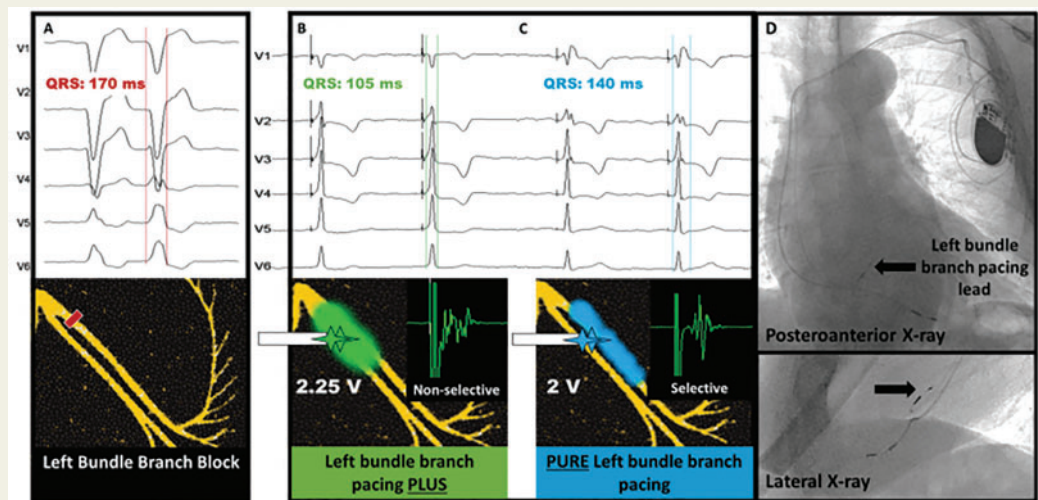 A
V1
QRS: 170 ms
V2
V3
V4
V5
V6
Left Bundle Branch Block
B
V1
QRS: 105 ms
V2
V3
V4
V5
V6
2.25 V
Non-selective
Left bundle branch
pacing PLUS
C
QRS: 140 ms
2 V
Selective
PURE Left bundle branch
pacing
D
Left bundle
branch pacing
lead
Posteroanterior X-ray
Lateral X-ray